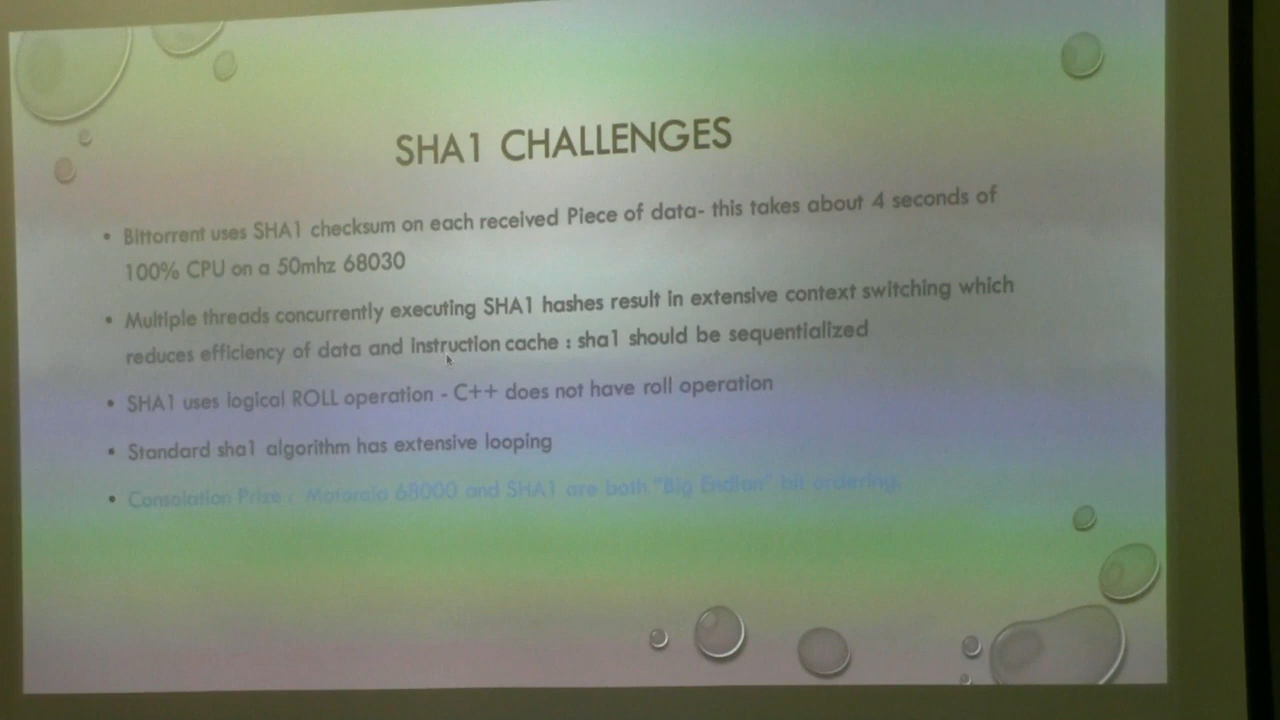 SHA1 CHALLENGES
• Bittorrent uses SHA1 checksum on each received Piece of data- this takes about 4 seconds of
100% CPU on a 50mhz 68030
• Multiple threads concurrently executing SHA1 hashes result in extensive context switching which
reduces efficiency of data and instruction cache : sha1 should be sequentialized
• SHA1 uses logical ROLL operation - C++ does not have roll operation
• Standard sha1 algorithm has extensive looping
• Consolation Prize : Motorola 68000 and SHA1 are both "Big Endian" bit ordering.